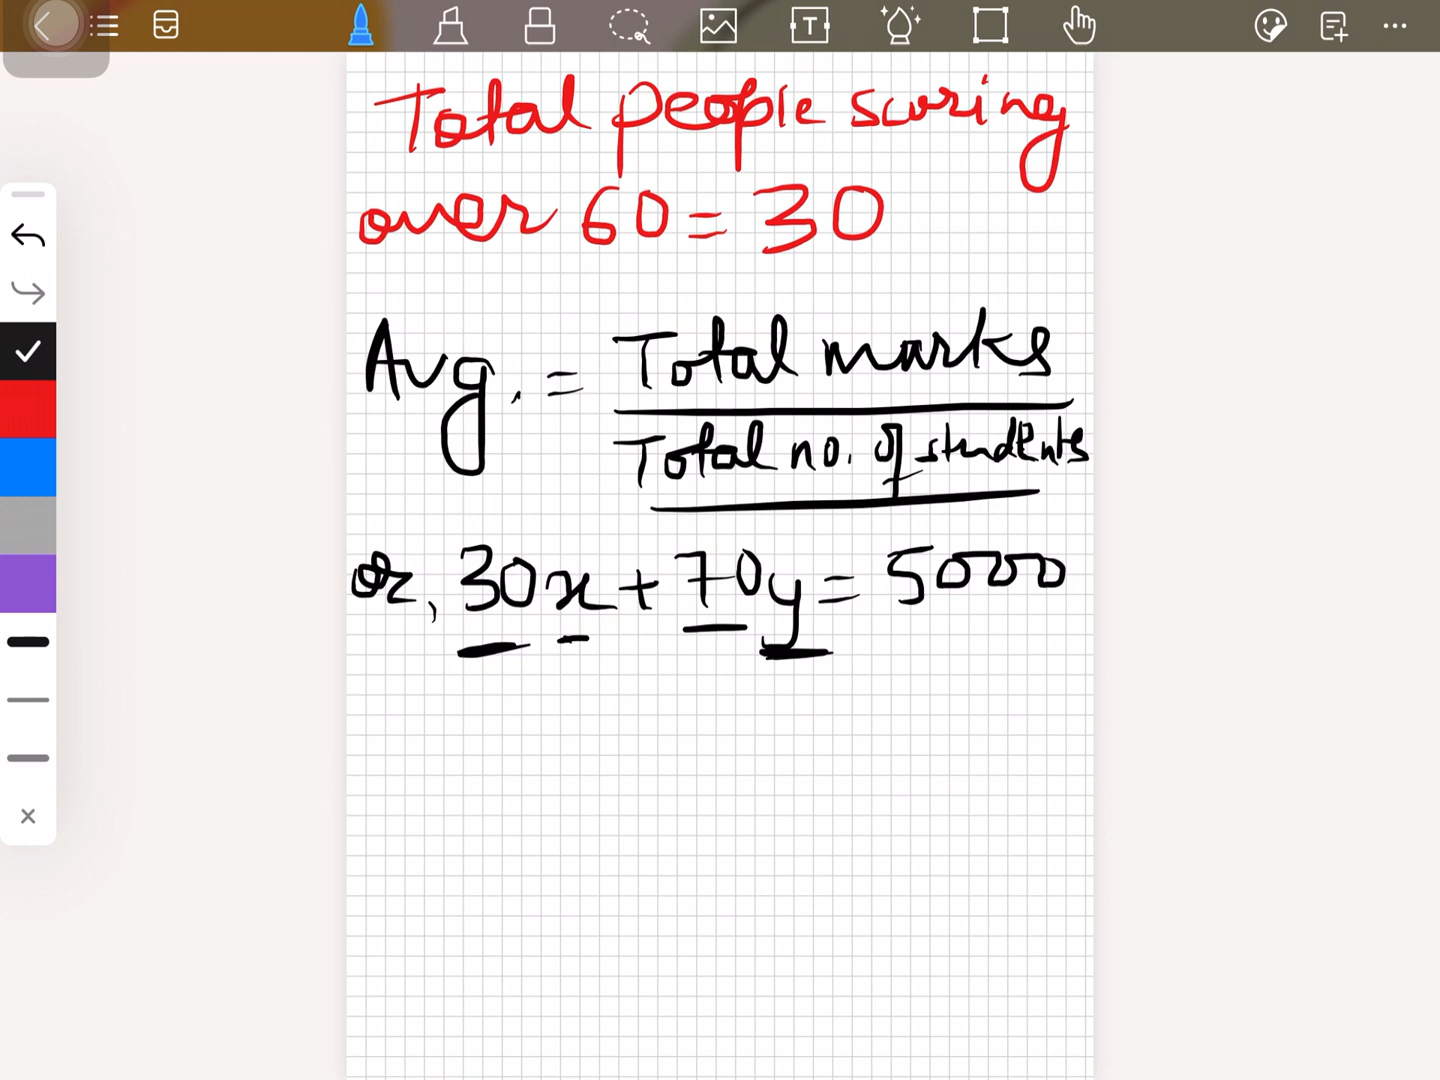 Total people scoring
over 60 = 30
Avg. = Total marks
Total no. of students
or, 30x + 70y = 5000